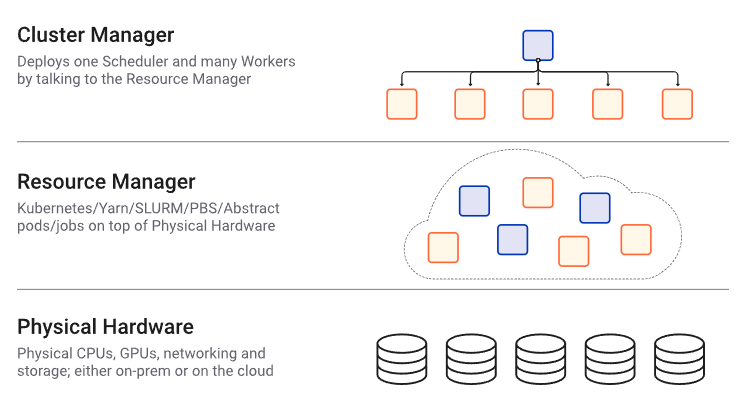 Cluster Manager
Deploys one Scheduler and many Workers
by talking to the Resource Manager
Resource Manager
Kubernetes/Yarn/SLURM/PBS/Abstract
pods/jobs on top of Physical Hardware
Physical Hardware
Physical CPUs, GPUs, networking and
storage; either on-prem or on the cloud